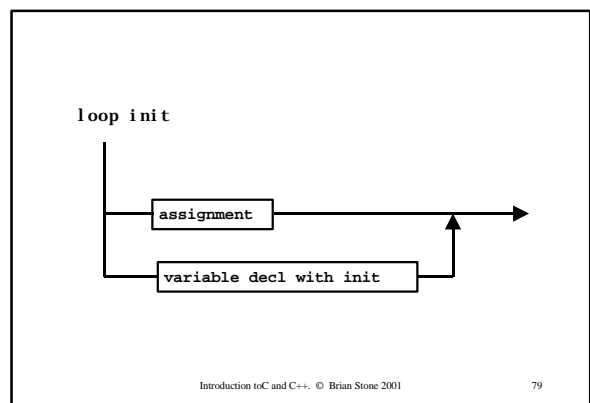 loop init
assignment
variable decl with init
Introduction toC and C++. © Brian Stone 2001 79